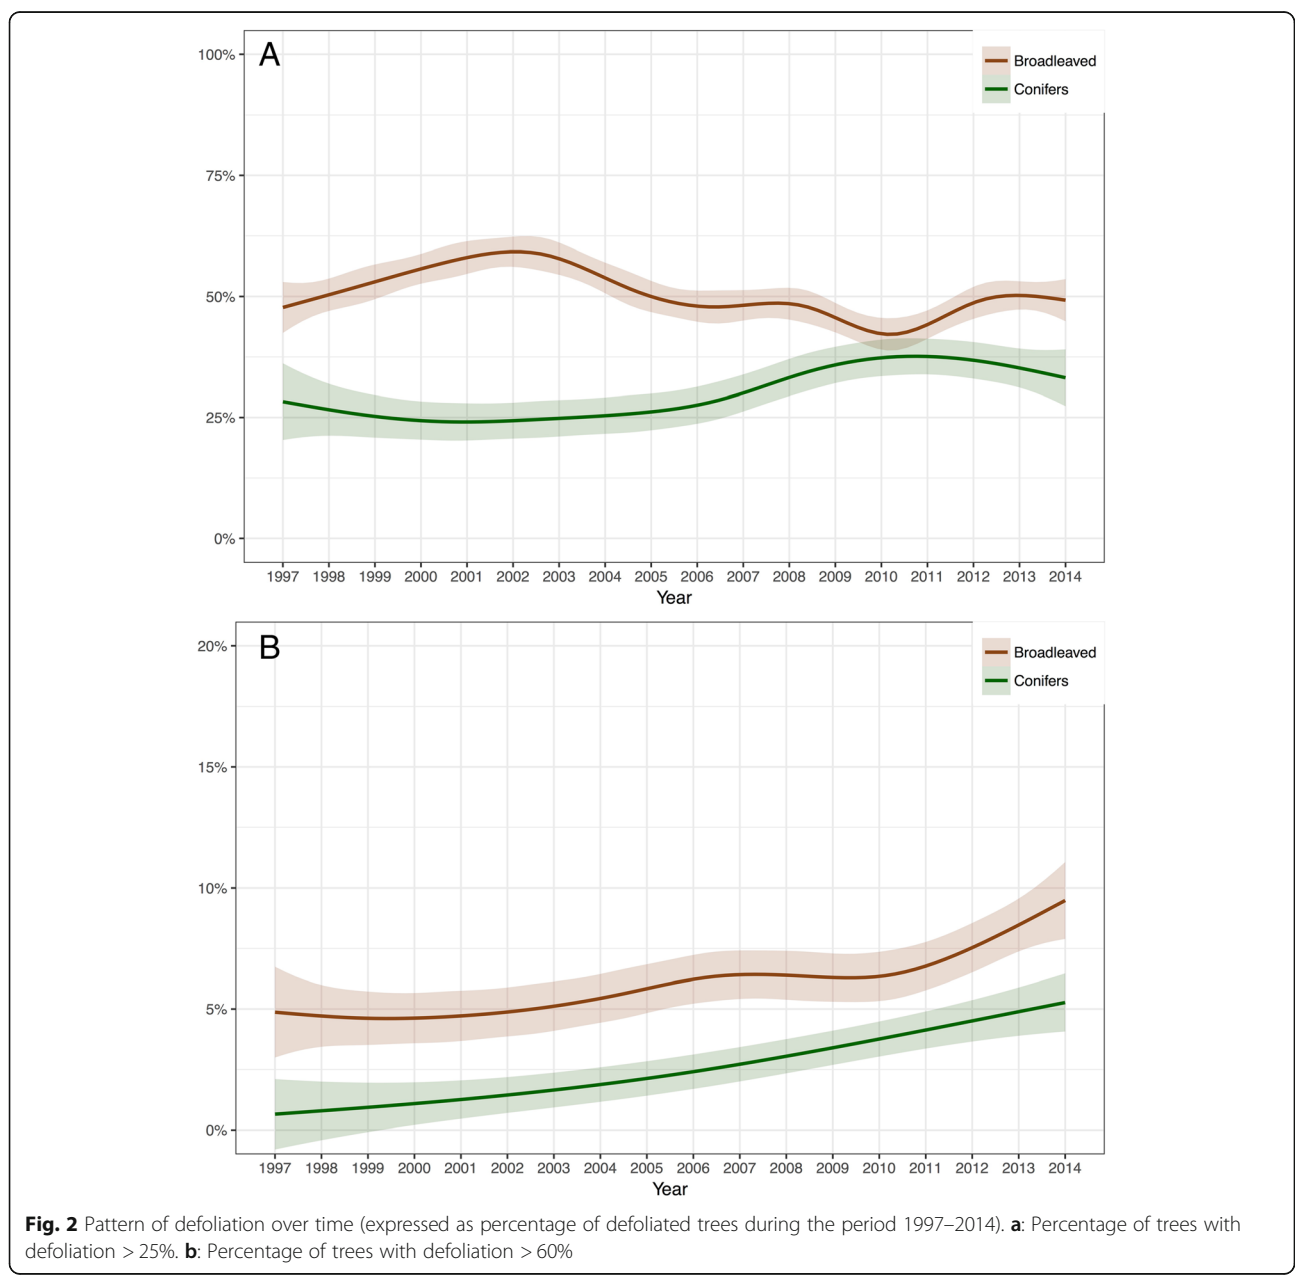 A
Broadleaved
Conifers
100%
75%
50%
25%
0%
1997 1998 1999 2000 2001 2002 2003 2004 2005 2006 2007 2008 2009 2010 2011 2012 2013 2014
Year
B
Broadleaved
Conifers
20%
15%
10%
5%
0%
1997 1998 1999 2000 2001 2002 2003 2004 2005 2006 2007 2008 2009 2010 2011 2012 2013 2014
Year
Fig. 2 Pattern of defoliation over time (expressed as percentage of defoliated trees during the period 1997–2014). a: Percentage of trees with
defoliation > 25%. b: Percentage of trees with defoliation > 60%